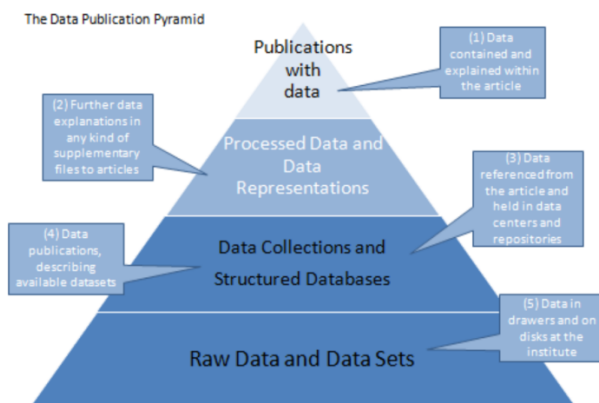 The Data Publication Pyramid
Publications
with
data
(1) Data
contained and
explained within
the article
(2) Further data
explanations in
any kind of
supplementary
files to articles
Processed Data and
Data
Representations
(3) Data
referenced from
the article and
held in data
centers and
repositories
(4) Data
publications,
describing
available datasets
Data Collections and
Structured Databases
(5) Data in
drawers and on
disks at the
institute
Raw Data and Data Sets